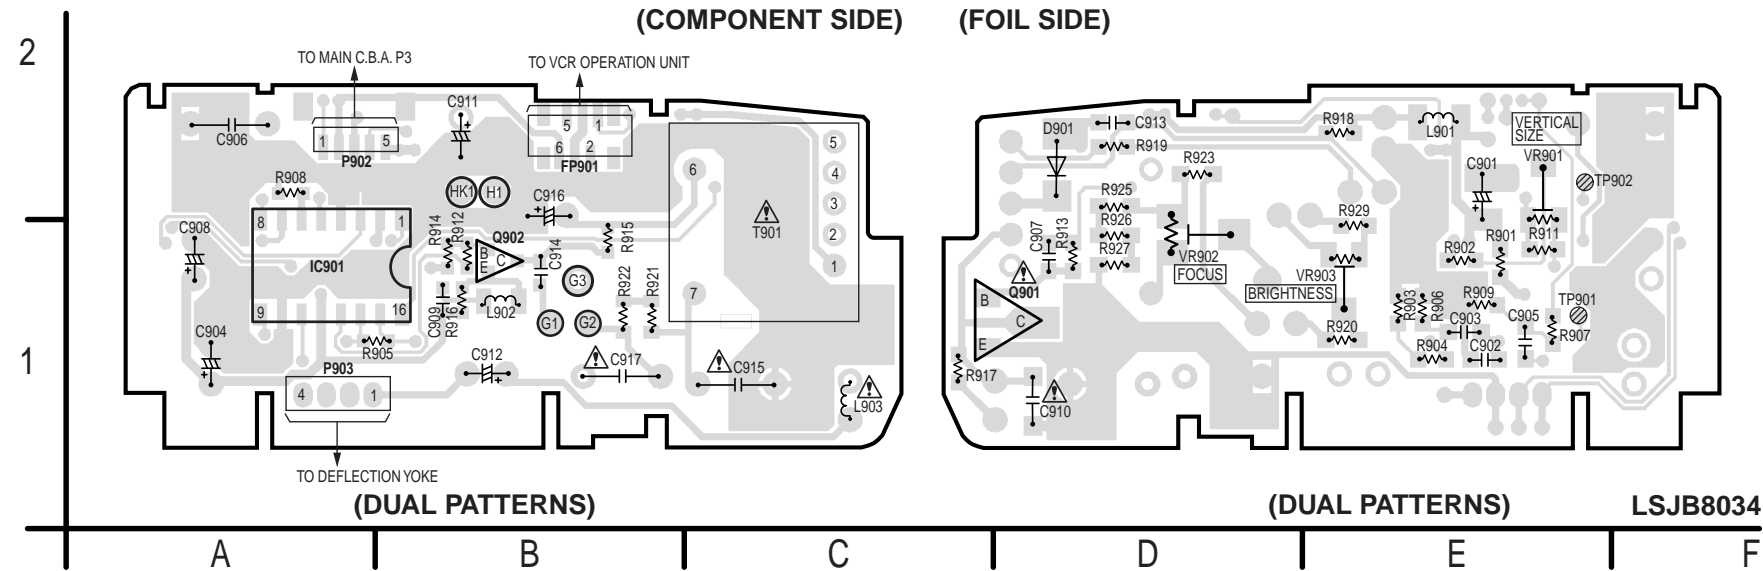 (COMPONENT SIDE) (FOIL SIDE)
2
TO MAIN C.B.A. P3
TO VCR OPERATION UNIT
C906
1 5
P902
C911
5 1
6 2
FP901
R908
HK1 H1
C916
6
5
4
3
2
1
T901
7
C908
8 1
IC901
9 16
R914
R912
Q902
B
C
E
C914
R915
G3
R922
R921
C909
R916
L902
G1 G2
C904
R905
1
P903
4 1
C912
C917
C915
L903
TO DEFLECTION YOKE
D901
C913
R919
R918
L901
VERTICAL
SIZE
VR901
R923
C901
TP902
R925
R926
R927
C907
R913
R929
R902
R901
R911
VR902
FOCUS
VR903
BRIGHTNESS
Q901
B
C
E
R903
R906
R909
TP901
C903
C905
R920
R907
R904
C902
R917
C910
(DUAL PATTERNS) (DUAL PATTERNS) LSJB8034
A B C D E F